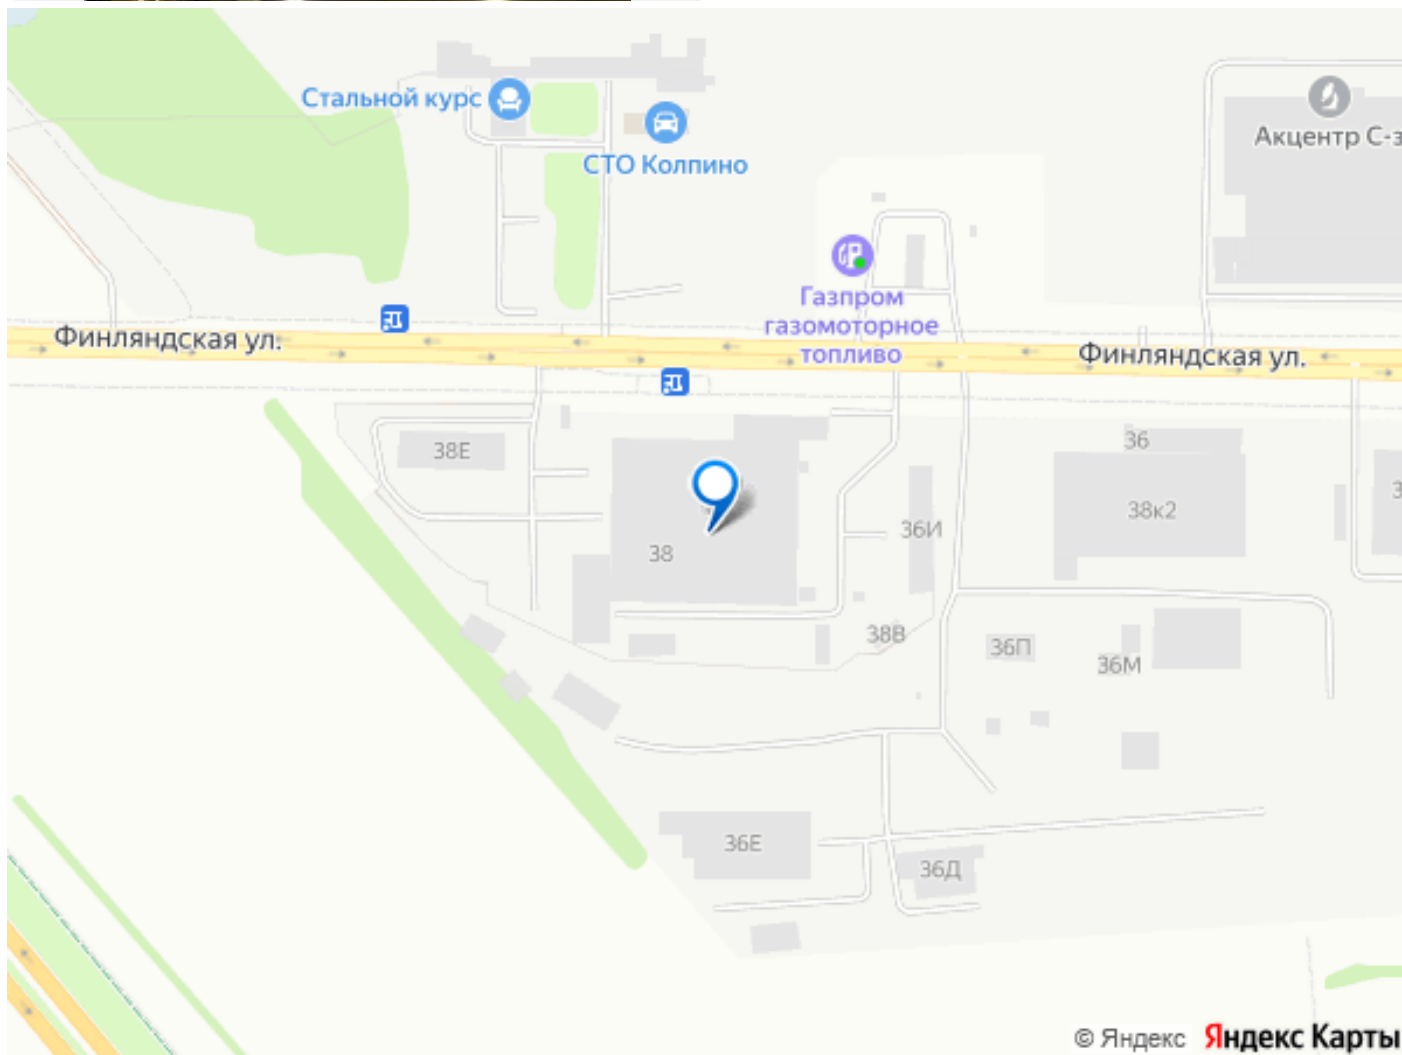 Стальной курс
СТО Колпино
Акцентр С-з
Газпром
газомоторное
топливо
Финляндская ул.
Финляндская ул.
38Е
36
38к2
36И
38
38В
36П
36М
36Е
36Д
© Яндекс Яндекс Карты